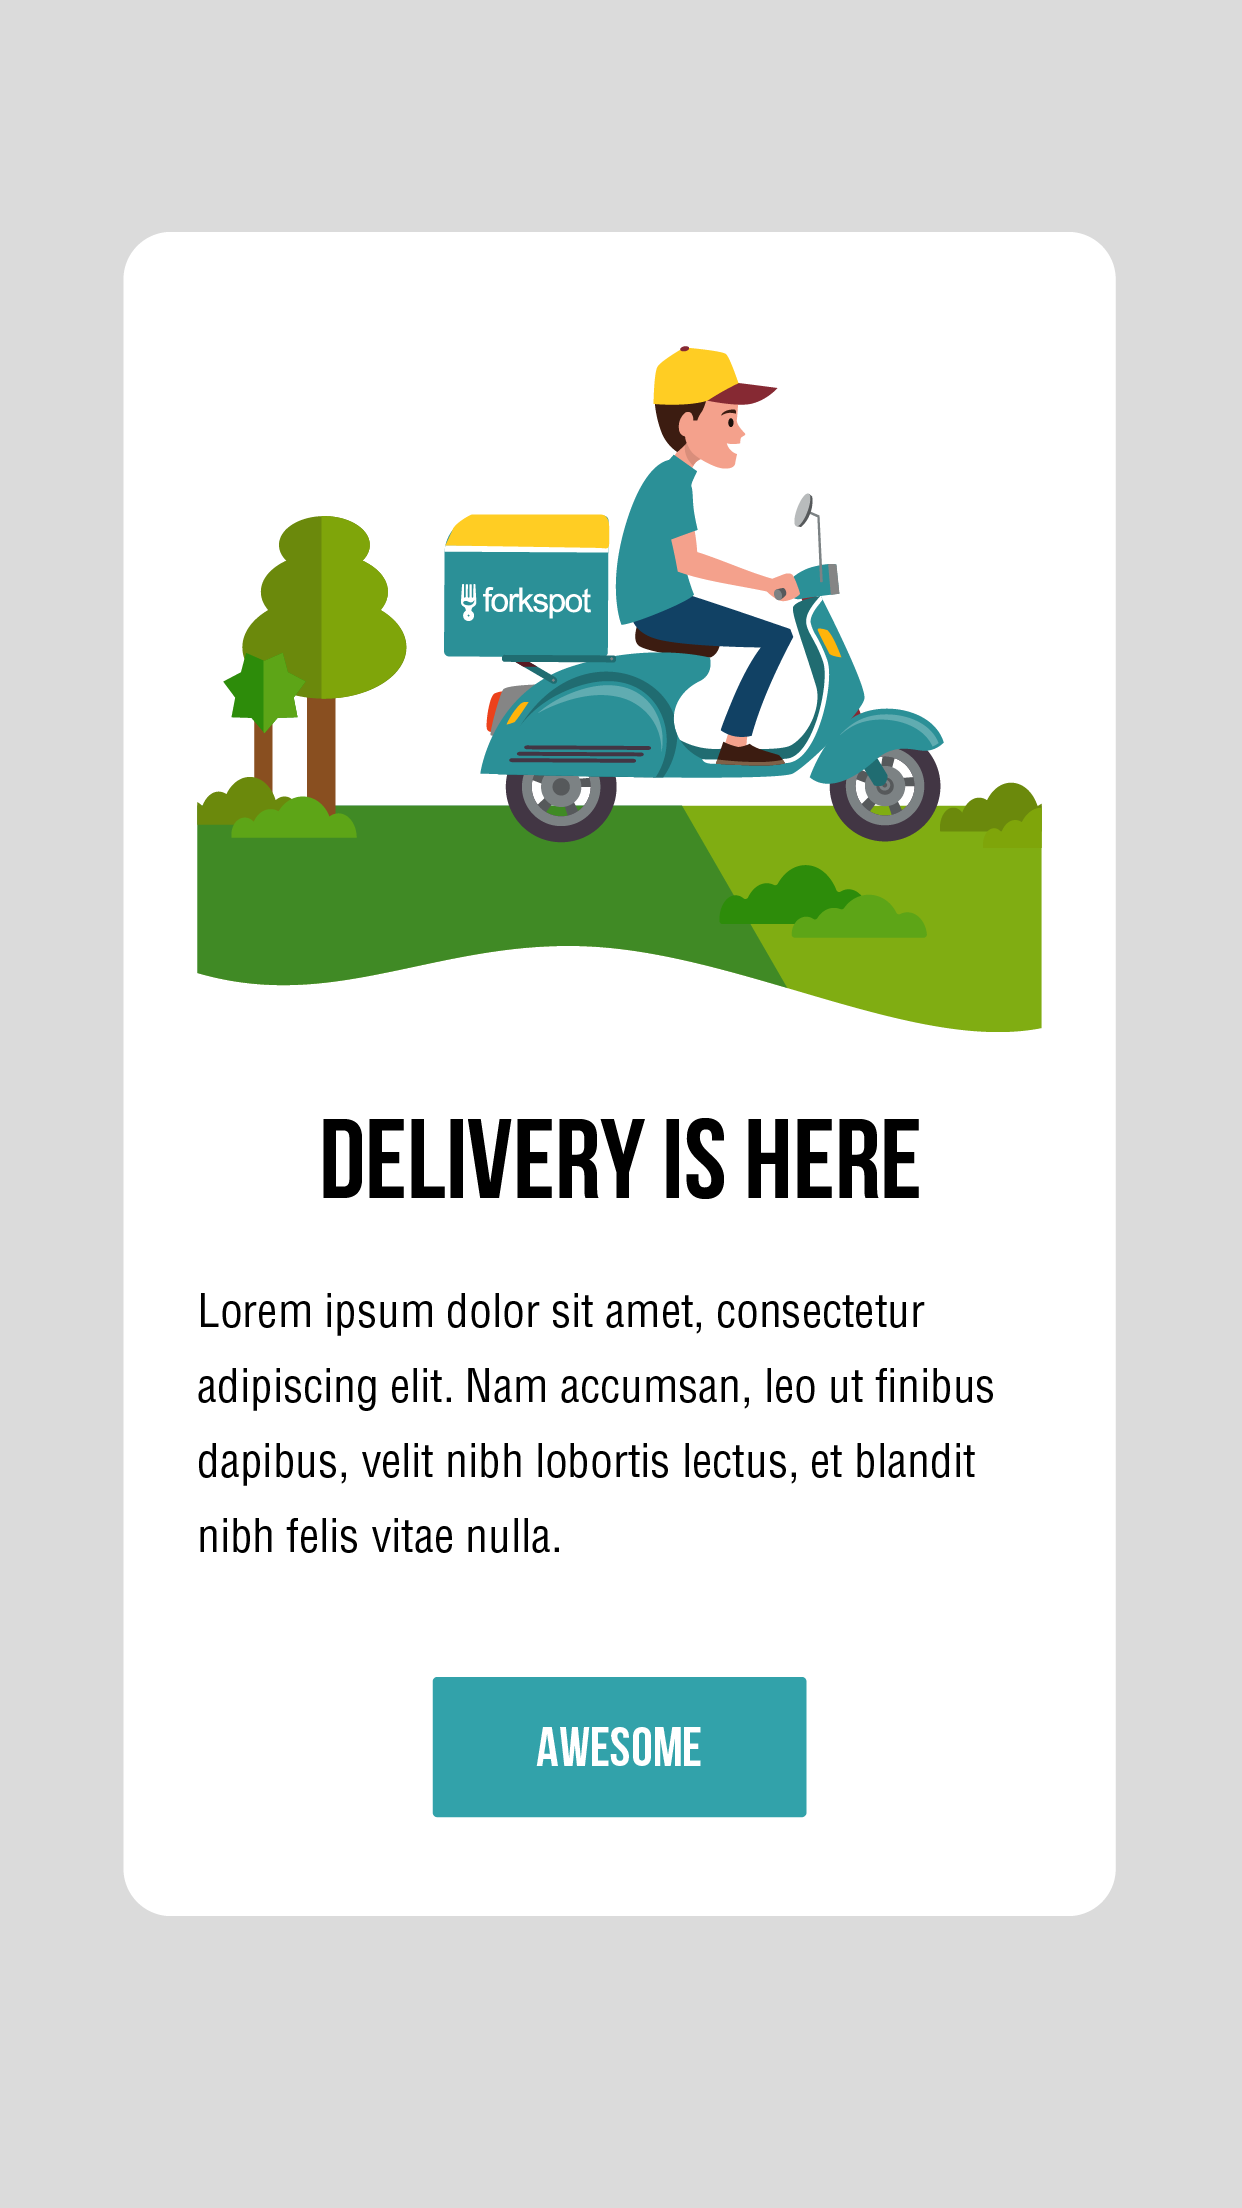 forkspot
DELIVERY IS HERE
Lorem ipsum dolor sit amet, consectetur
adipiscing elit. Nam accumsan, leo ut finibus
dapibus, velit nibh lobortis lectus, et blandit
nibh felis vitae nulla.
AWESOME